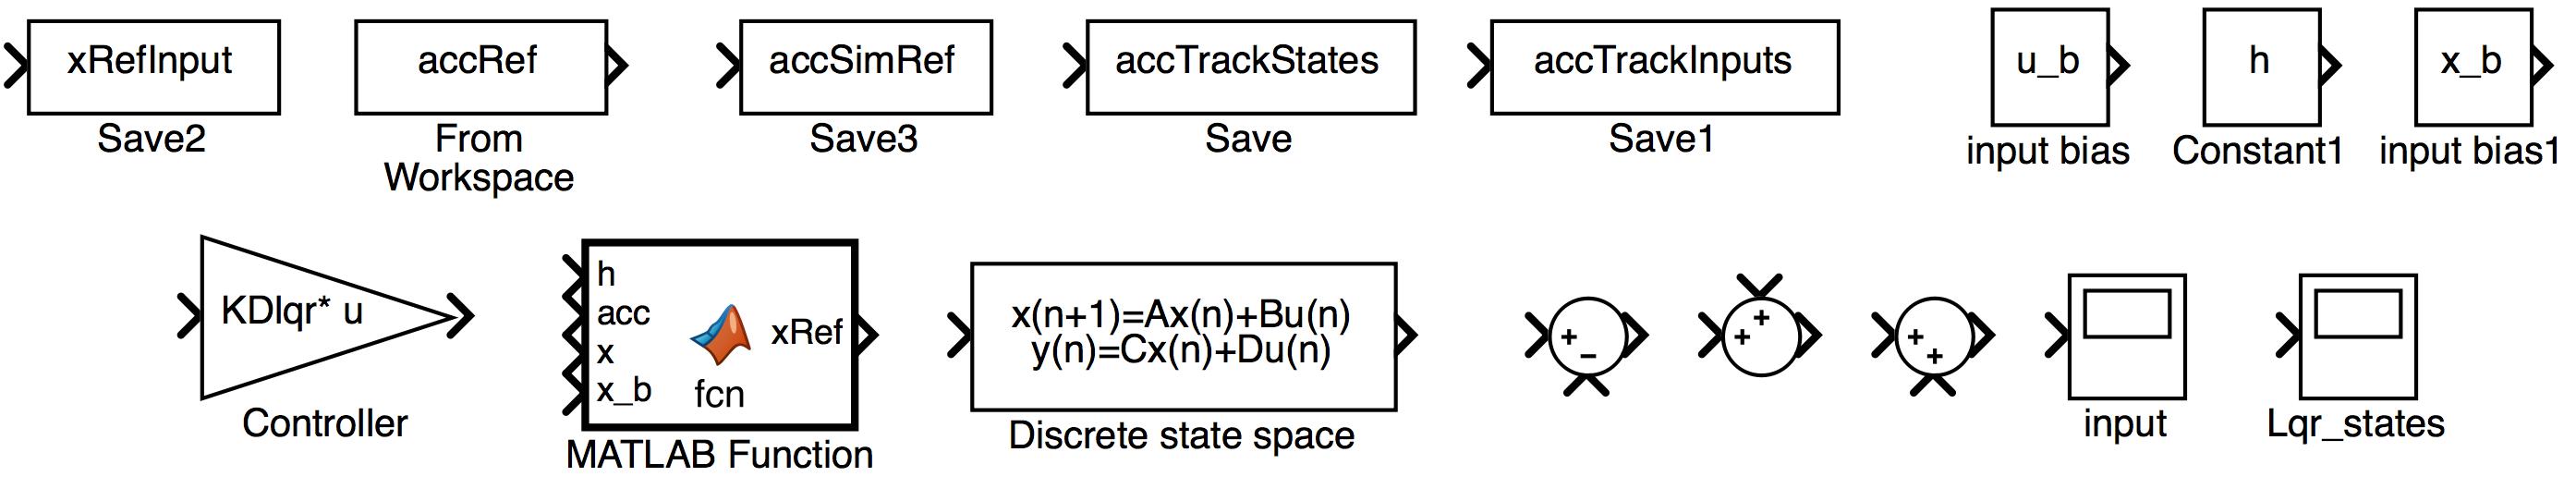 xRefInput
Save2
accRef
From
Workspace
accSimRef
Save3
accTrackStates
Save
accTrackInputs
Save1
u_b
input bias
h
Constant1
x_b
input bias1
KDlqr* u
Controller
h
acc
x
x_b
xRef
fcn
MATLAB Function
x(n+1)=Ax(n)+Bu(n)
y(n)=Cx(n)+Du(n)
Discrete state space
+
−
+
+
+
+
input
Lqr_states